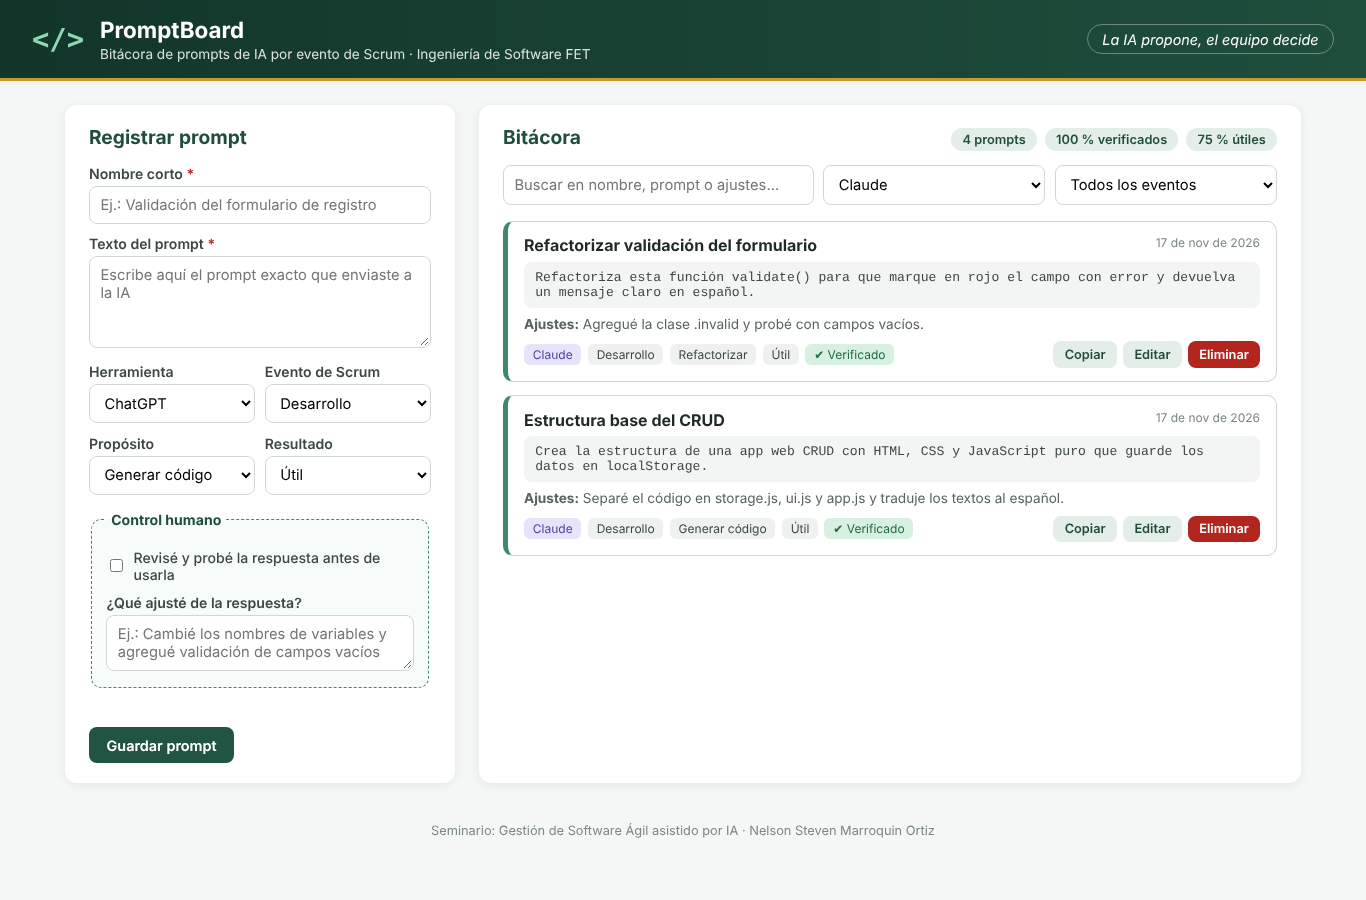 </>
PromptBoard
Bitácora de prompts de IA por evento de Scrum · Ingeniería de Software FET
La IA propone, el equipo decide
Registrar prompt
Nombre corto *
Ej.: Validación del formulario de registro
Texto del prompt *
Escribe aquí el prompt exacto que enviaste a
la IA
Herramienta
Evento de Scrum
ChatGPT
Desarrollo
Propósito
Resultado
Generar código
Útil
Control humano
Revisé y probé la respuesta antes de
usarla
¿Qué ajusté de la respuesta?
Ej.: Cambié los nombres de variables y
agregué validación de campos vacíos
Guardar prompt
Bitácora
4 prompts
100 % verificados
75 % útiles
Buscar en nombre, prompt o ajustes...
Claude
Todos los eventos
Refactorizar validación del formulario
17 de nov de 2026
Refactoriza esta función validate() para que marque en rojo el campo con error y devuelva
un mensaje claro en español.
Ajustes: Agregué la clase .invalid y probé con campos vacíos.
Claude
Desarrollo
Refactorizar
Útil
✔ Verificado
Copiar
Editar
Eliminar
Estructura base del CRUD
17 de nov de 2026
Crea la estructura de una app web CRUD con HTML, CSS y JavaScript puro que guarde los
datos en localStorage.
Ajustes: Separé el código en storage.js, ui.js y app.js y traduje los textos al español.
Claude
Desarrollo
Generar código
Útil
✔ Verificado
Copiar
Editar
Eliminar
Seminario: Gestión de Software Ágil asistido por IA · Nelson Steven Marroquin Ortiz